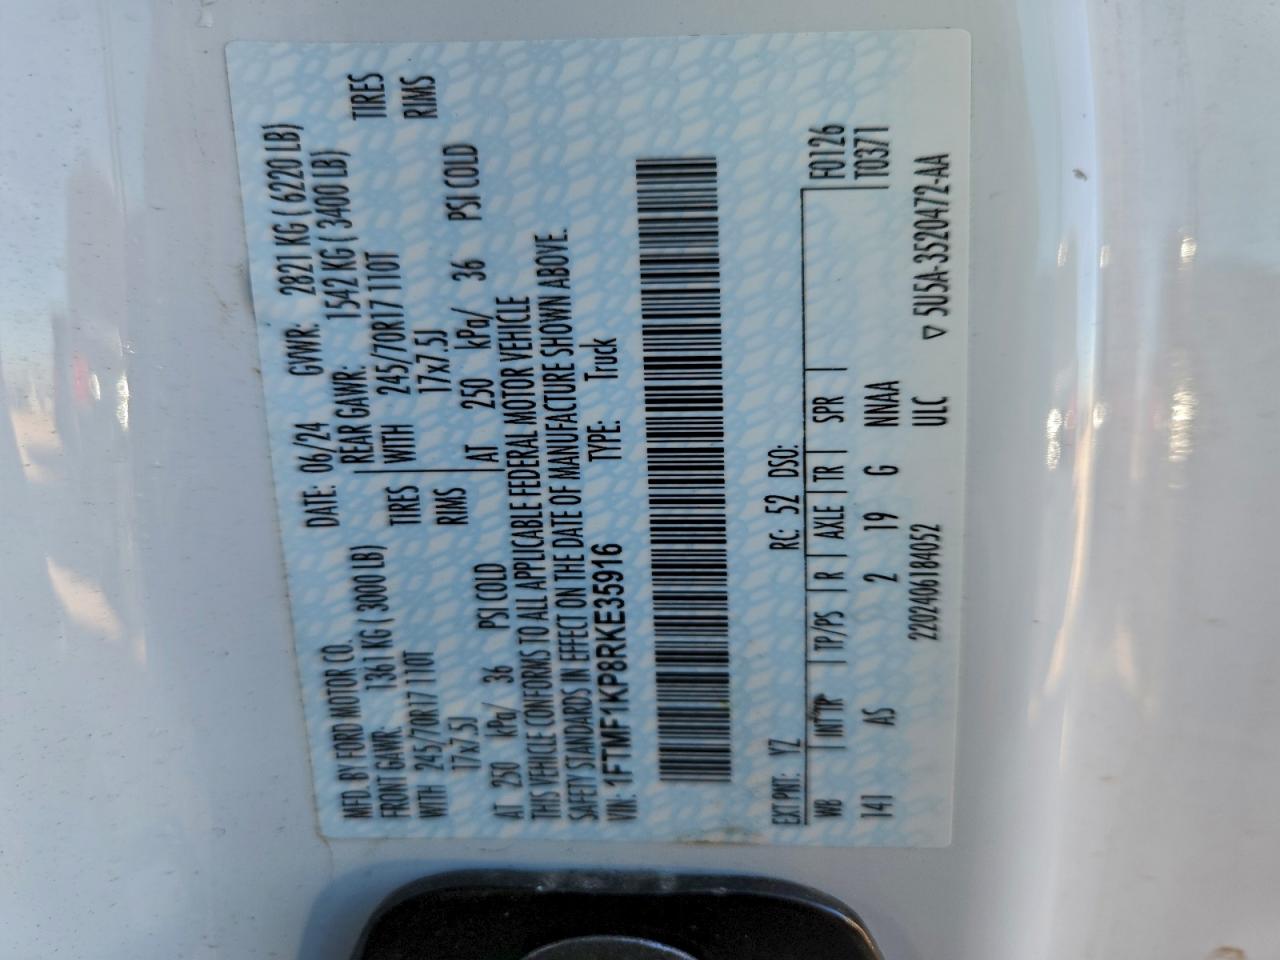 MFD. BY FORD MOTOR CO. DATE: 06/24 GVWR: 2821 KG ( 6220 LB)
FRONT GAWR: 1361 KG ( 3000 LB) REAR GAWR: 1542 KG ( 3400 LB)
WITH 245/70R17 110T TIRES WITH 245/70R17 110T TIRES
17x7.5J RIMS 17x7.5J RIMS
AT 250 kPa/ 36 PSI COLD AT 250 kPa/ 36 PSI COLD
THIS VEHICLE CONFORMS TO ALL APPLICABLE FEDERAL MOTOR VEHICLE
SAFETY STANDARDS IN EFFECT ON THE DATE OF MANUFACTURE SHOWN ABOVE.
VIN: 1FTMF1KP8RKE35916 TYPE: Truck
EXT PNT: YZ RC: 52 DSO: F0126
WB INT TR TP/PS R AXLE TR SPR T0371
141 AS 2 19 G NNAA
2202406184052 ULC ▽ 5U5A-3520472-AA